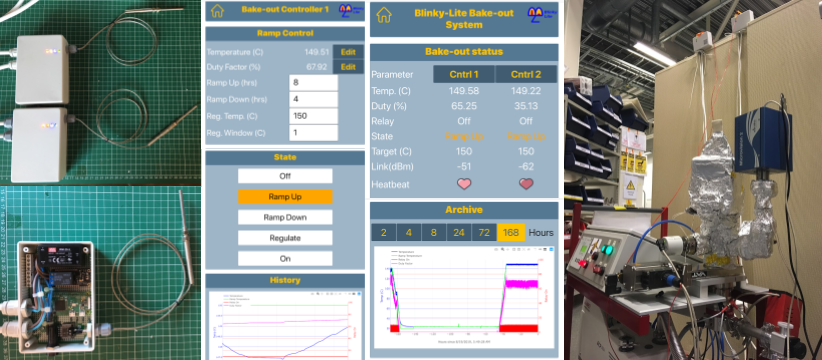 Bake-out Controller 1
Ramp Control
Temperature (C) 149.51 Edit
Duty Factor (%) 67.92 Edit
Ramp Up (hrs) 8
Ramp Down (hrs) 4
Reg. Temp. (C) 150
Reg. Window (C) 1
State
Off
Ramp Up
Ramp Down
Regulate
On
History
Blinky-Lite Bake-out
System
Bake-out status
Parameter Cntrl 1 Cntrl 2
Temp. (C) 149.58 149.22
Duty (%) 65.25 35.13
Relay Off Off
State Ramp Up Ramp Up
Target (C) 150 150
Link(dBm) -51 -62
Heatbeat
Archive
2 4 8 24 72 168 Hours